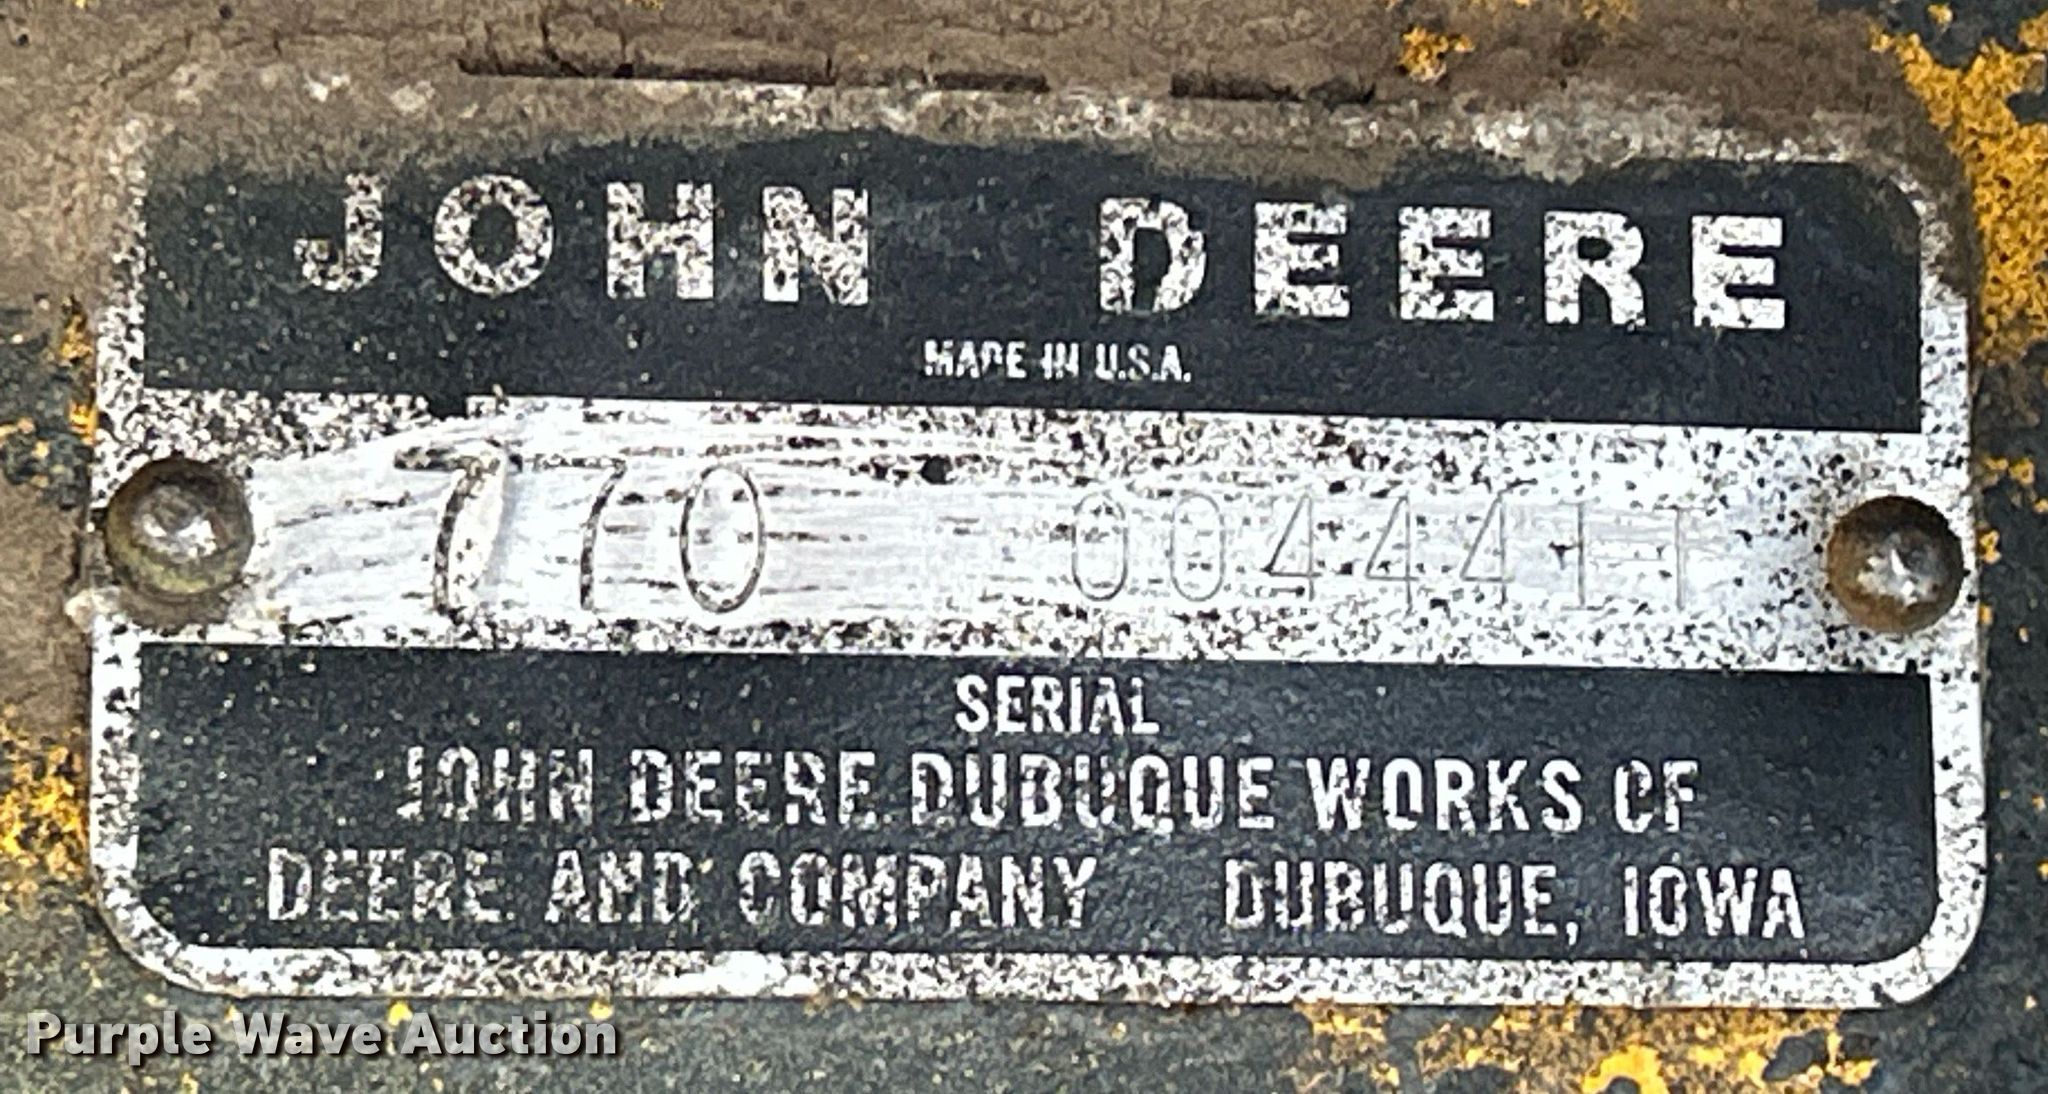 JOHN DEERE
MADE IN U.S.A.
770 004441T
SERIAL
JOHN DEERE DUBUQUE WORKS OF
DEERE AND COMPANY DUBUQUE, IOWA
Purple Wave Auction